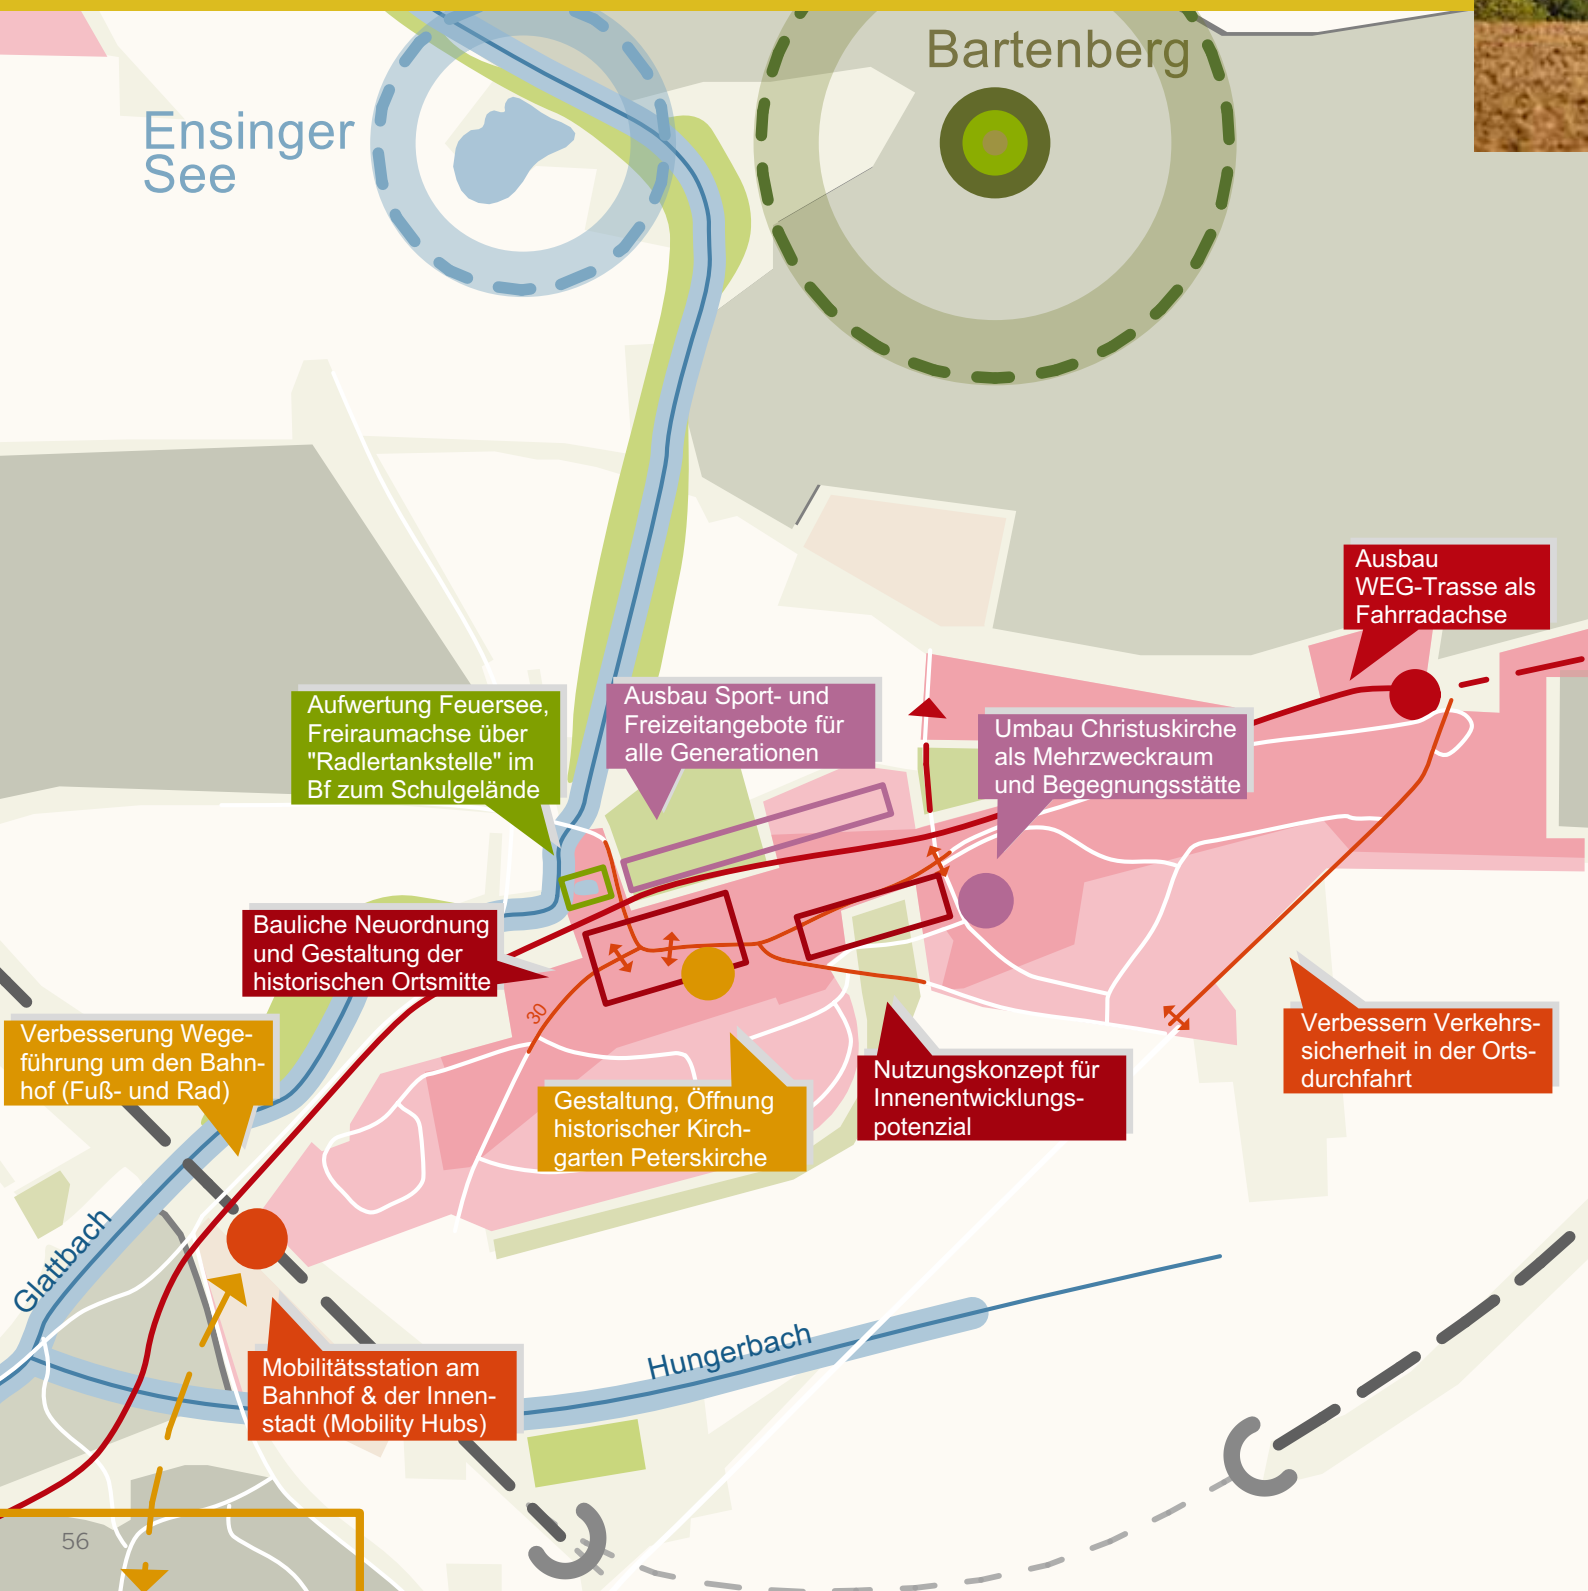 Bartenberg
Ensinger
See
Ausbau
WEG-Trasse als
Fahrradachse
Aufwertung Feuersee,
Freiraumachse über
"Radlertankstelle" im
Bf zum Schulgelände
Ausbau Sport- und
Freizeitangebote für
alle Generationen
Umbau Christuskirche
als Mehrzweckraum
und Begegnungsstätte
Bauliche Neuordnung
und Gestaltung der
historischen Ortsmitte
30
Verbesserung Wege-
führung um den Bahn-
hof (Fuß- und Rad)
Gestaltung, Öffnung
historischer Kirch-
garten Peterskirche
Nutzungskonzept für
Innenentwicklungs-
potenzial
Verbessern Verkehrs-
sicherheit in der Orts-
durchfahrt
Glattbach
Hungerbach
Mobilitätsstation am
Bahnhof & der Innen-
stadt (Mobility Hubs)
56